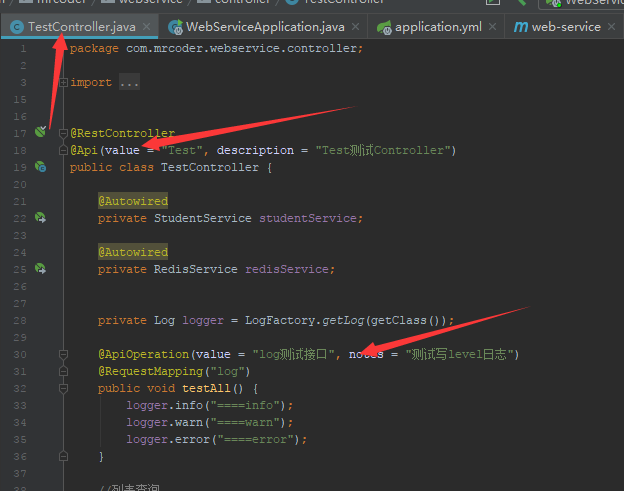 mrcoder webservice controller TestController WebServ
TestController.java × WebServiceApplication.java × application.yml × web-service ×
1 package com.mrcoder.webservice.controller;
2
3 import ...
15
16
17 @RestController
18 @Api(value = "Test", description = "Test测试Controller")
19 public class TestController {
20
21 @Autowired
22 private StudentService studentService;
23
24 @Autowired
25 private RedisService redisService;
26
27
28 private Log logger = LogFactory.getLog(getClass());
29
30 @ApiOperation(value = "log测试接口", notes = "测试写level日志")
31 @RequestMapping("log")
32 public void testAll() {
33 logger.info("====info");
34 logger.warn("====warn");
35 logger.error("====error");
36 }
37
38 //列表查询